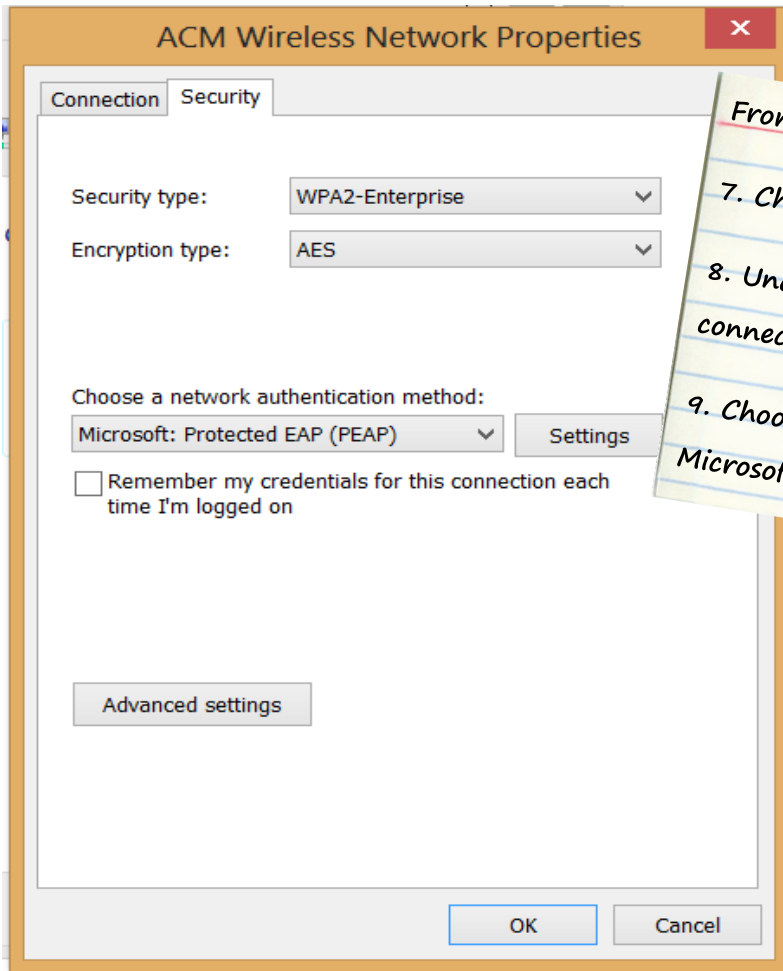 ACM Wireless Network Properties
Connection Security
Security type: WPA2-Enterprise
Encryption type: AES
Choose a network authentication method:
Microsoft: Protected EAP (PEAP) Settings
Remember my credentials for this connection each
time I'm logged on
Advanced settings
OK Cancel
7.
8.
9.